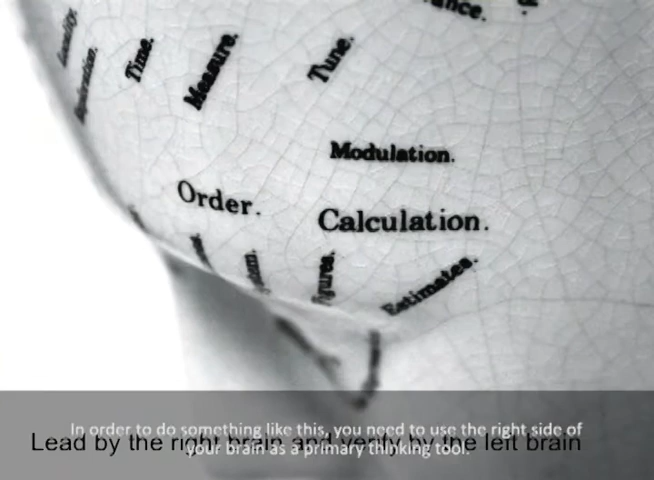 Locality.
Time.
Measure.
Tune.
Modulation.
Order.
Calculation.
figures.
Estimates.
In order to do something like this, you need to use the right side of
your brain as a primary thinking tool.
Lead by the right brain and verify by the left brain